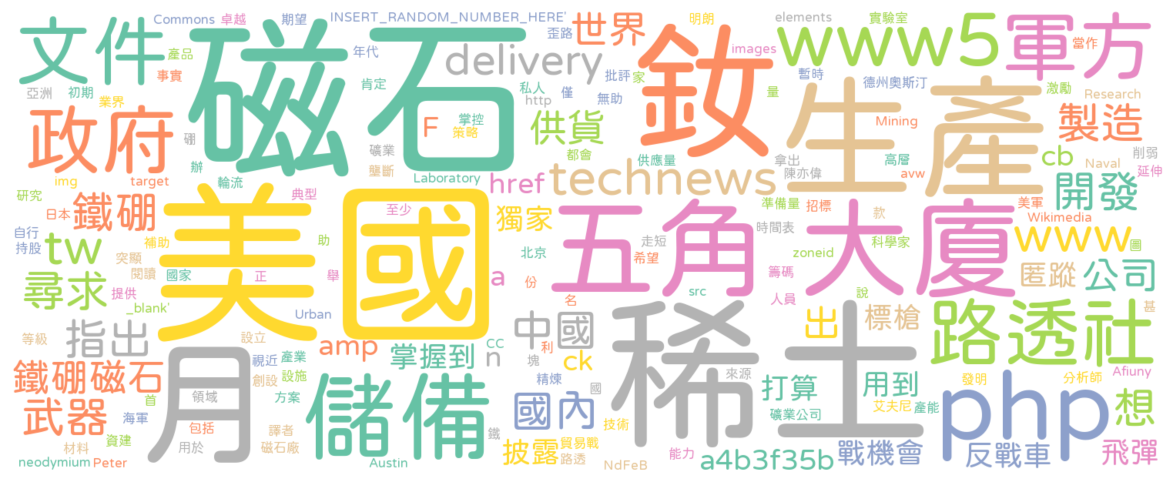 Commons 卓越 期望 INSERT_RANDOM_NUMBER_HERE' 明朗 elements 實驗室
文件 磁石 年代 delivery 歪路 世界 釹 images www5 軍方 當作
產品 事實 亞洲 初期 業界 肯定 http 私人 僅 批評 家 無助 暫時 量 德州奧斯汀 激勵 Research
政府 硼 辦 輪流 F 掌控 策略 供貨 都會 生產 Mining 製造
礦業 壟斷 Laboratory 供應量 拿出 陳亦偉 高層 avw cb Naval 削弱 延伸
img target 研究 href technews 準備量 招標 款 開發 美軍
日本 鐵硼 典型 至少 獨家 五角大廈 時間表 科學家 Wikimedia
自行 持股 tw 補助 突顯 助 美國 北京 走短 希望 zoneid www 圖
尋求 閱讀 國家 正 舉 a 份 名 src 籌碼 人員 說 匿蹤 公司 甚
提供 _blank' Urban 中國 稀土 出 標槍 路透社
等級 指出 設立 amp 掌握到 cc n 利 塊 ck 來源 Afiuny
鐵硼磁石 月 視近 產業 創設 設施 精煉 國 打算 用到 發明 分析師
武器 首 領域 方案 儲備 國內 礦業公司 艾夫尼 產能 php 想
海軍 包括 資建 譯者 鐵 技術 披露 貿易戰 路透 能力 戰機會 反戰車 飛彈
材料 用於 磁石廠 neodymium Peter Austin NdFeB a4b3f35b